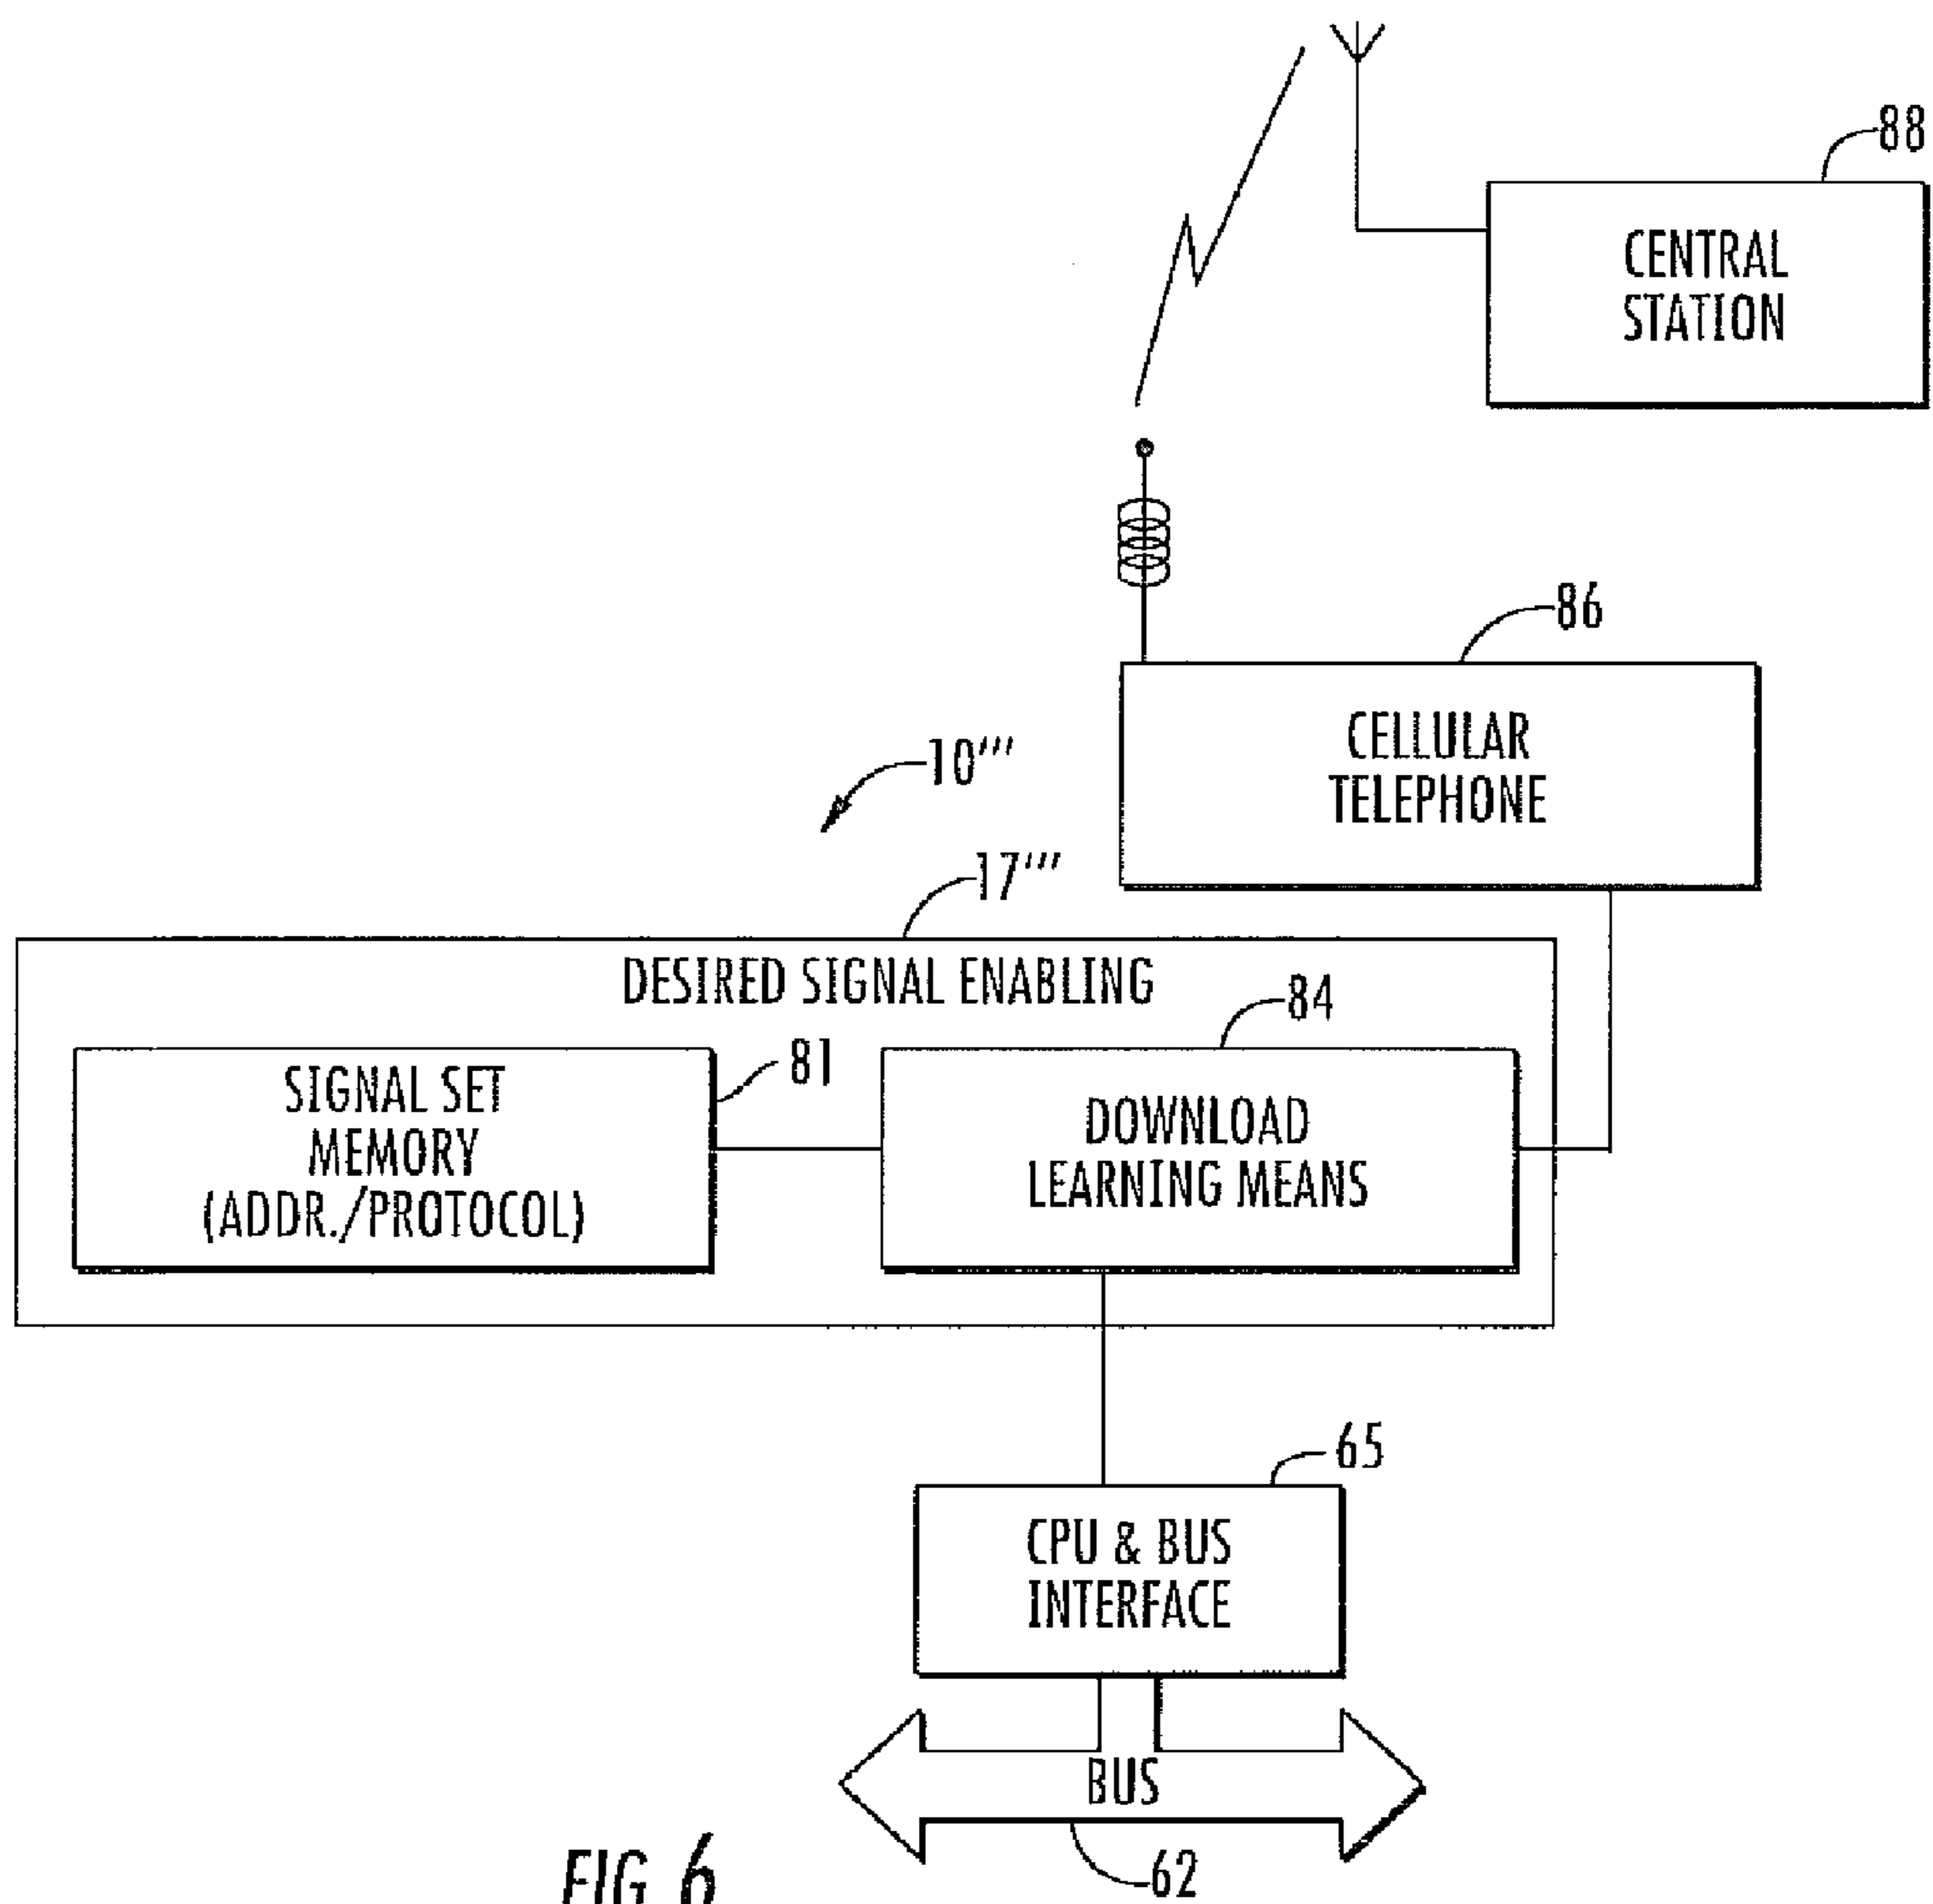 88
CENTRAL
STATION
86
CELLULAR
TELEPHONE
10'''
17'''
DESIRED SIGNAL ENABLING
84
81
SIGNAL SET
MEMORY
(ADDR./PROTOCOL)
DOWNLOAD
LEARNING MEANS
65
CPU & BUS
INTERFACE
BUS
62
FIG. 6